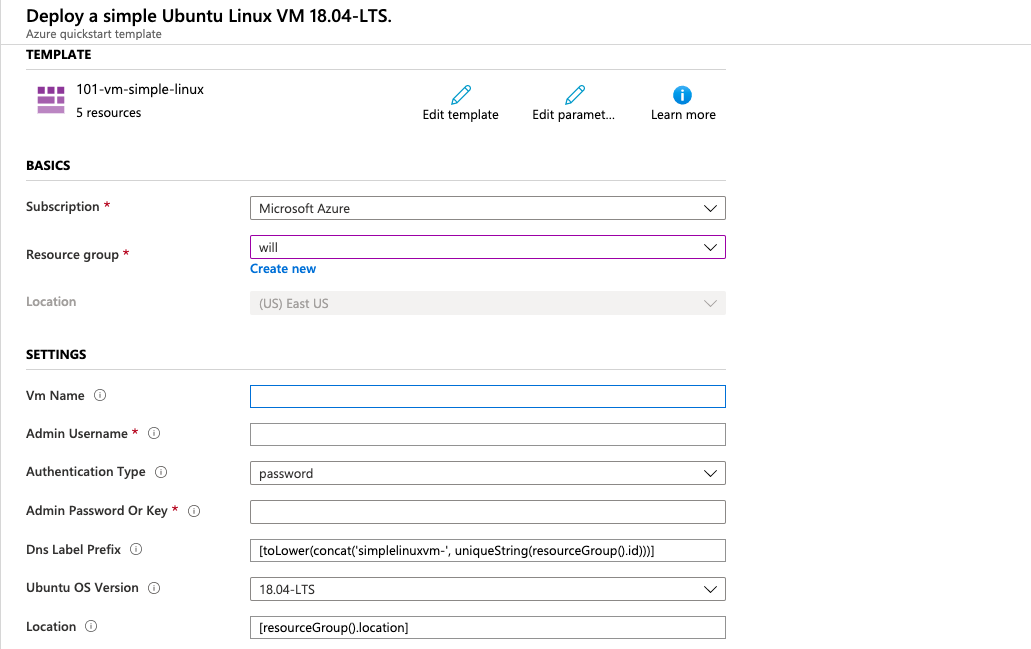 Deploy a simple Ubuntu Linux VM 18.04-LTS.
Azure quickstart template
TEMPLATE
101-vm-simple-linux
5 resources
Edit template
Edit paramet...
Learn more
BASICS
Subscription *
Microsoft Azure
Resource group *
will
Create new
Location
(US) East US
SETTINGS
Vm Name
Admin Username *
Authentication Type
password
Admin Password Or Key *
Dns Label Prefix
[toLower(concat('simplelinuxvm-', uniqueString(resourceGroup().id)))]
Ubuntu OS Version
18.04-LTS
Location
[resourceGroup().location]